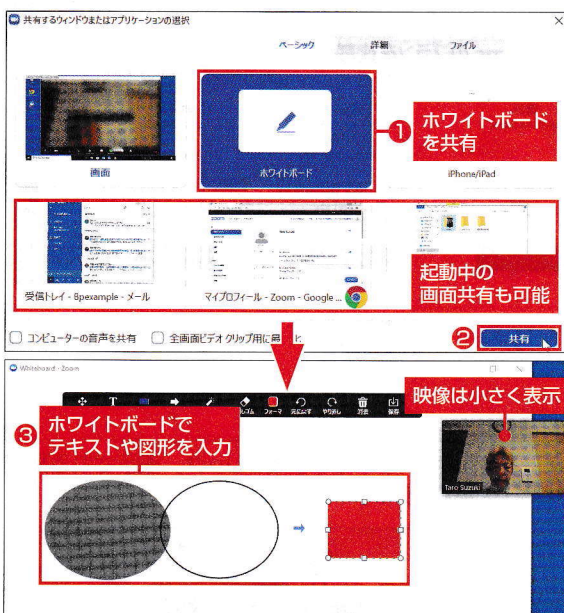 共有するウィンドウまたはアプリケーションの選択
ベーシック 詳細 ファイル
画面
ホワイトボード
iPhone/iPad
❶ ホワイトボード
を共有
受信トレイ - 8pexample - メール
マイプロフィール - Zoom - Google ...
起動中の
画面共有も可能
コンピューターの音声を共有
全画面ビデオ クリップ用に最
❷ 共有
Whiteboard - Zoom
T
フォーマ 元に戻す やり直し 消去 保存
映像は小さく表示
❸ ホワイトボードで
テキストや図形を入力
Taro Suzuki